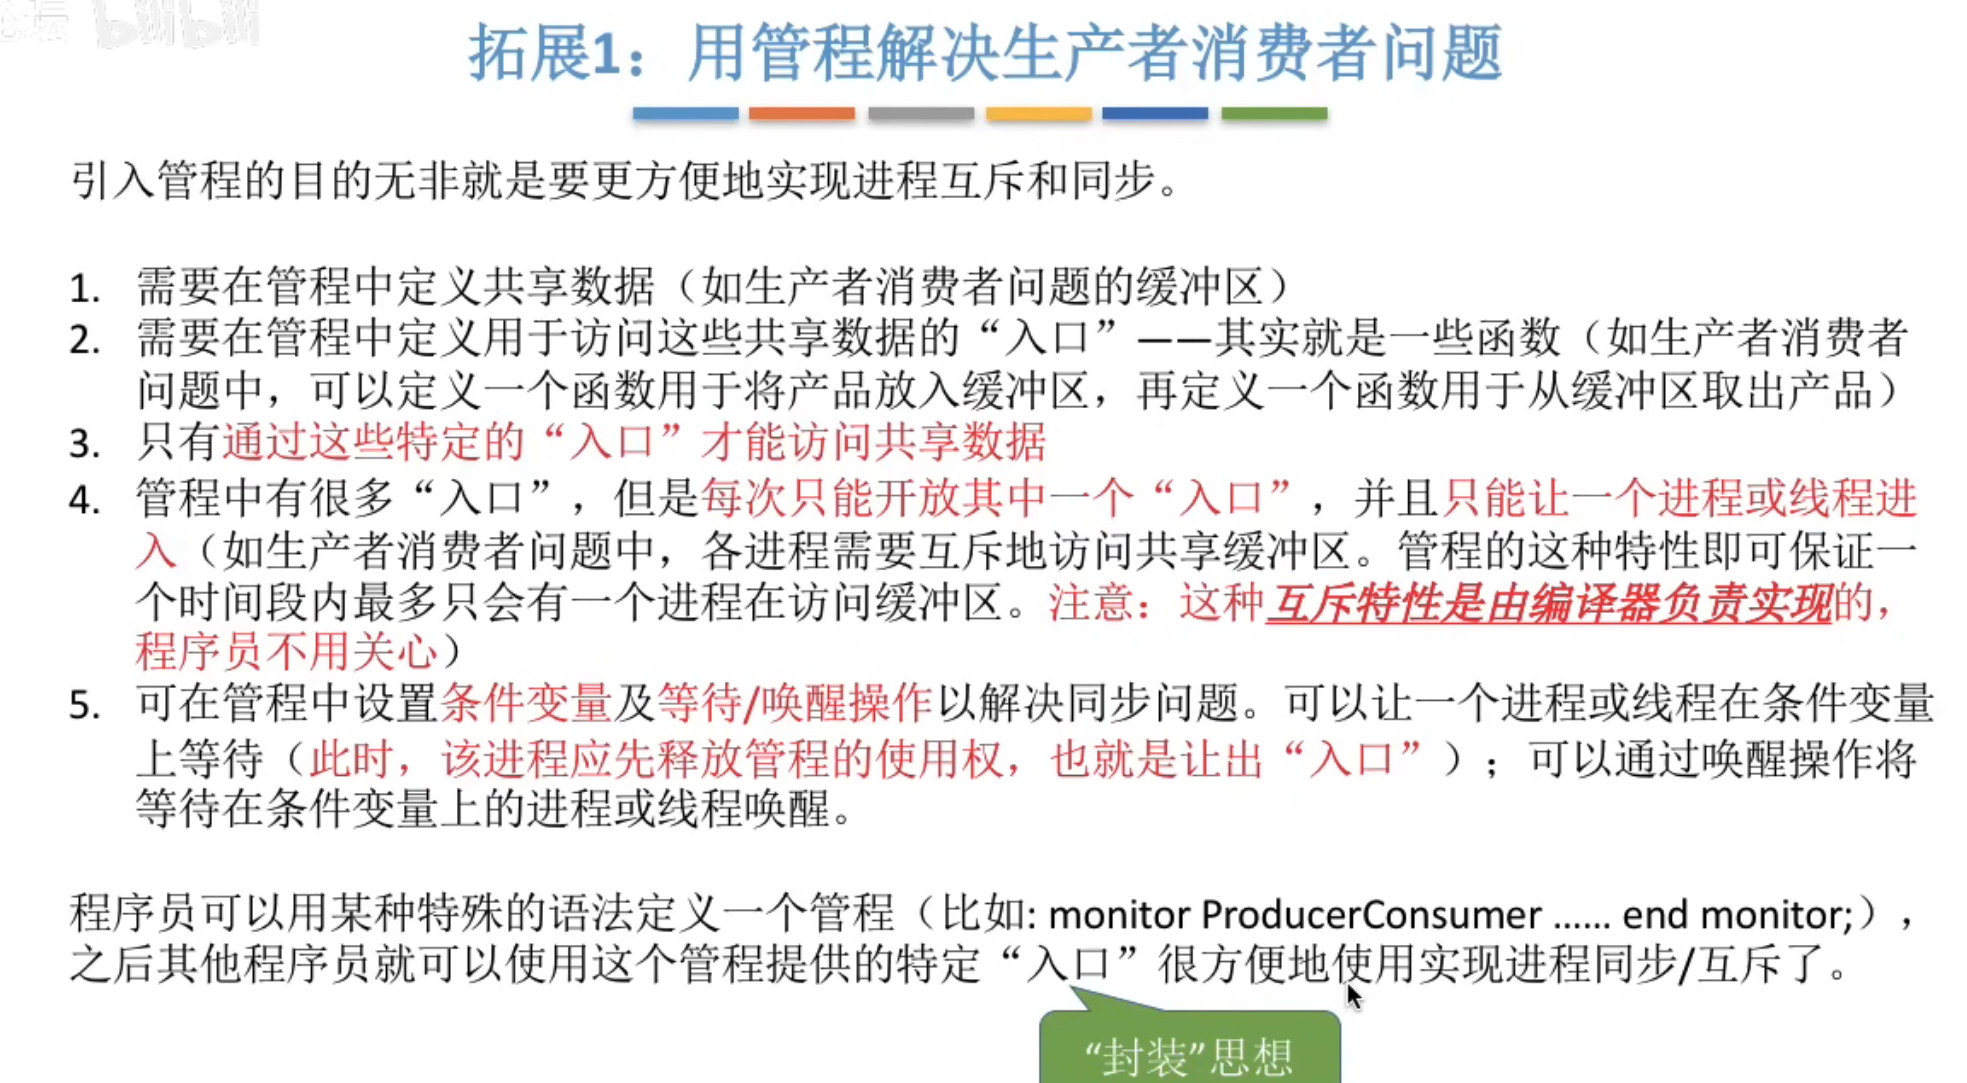 bilibili
拓展1：用管程解决生产者消费者问题
引入管程的目的无非就是要更方便地实现进程互斥和同步。
1. 需要在管程中定义共享数据（如生产者消费者问题的缓冲区）
2. 需要在管程中定义用于访问这些共享数据的“入口”——其实就是一些函数（如生产者消费者
问题中，可以定义一个函数用于将产品放入缓冲区，再定义一个函数用于从缓冲区取出产品）
3. 只有通过这些特定的“入口”才能访问共享数据
4. 管程中有很多“入口”，但是每次只能开放其中一个“入口”，并且只能让一个进程或线程进
入（如生产者消费者问题中，各进程需要互斥地访问共享缓冲区。管程的这种特性即可保证一
个时间段内最多只会有一个进程在访问缓冲区。注意：这种互斥特性是由编译器负责实现的，
程序员不用关心）
5. 可在管程中设置条件变量及等待/唤醒操作以解决同步问题。可以让一个进程或线程在条件变量
上等待（此时，该进程应先释放管程的使用权，也就是让出“入口”）；可以通过唤醒操作将
等待在条件变量上的进程或线程唤醒。
程序员可以用某种特殊的语法定义一个管程（比如: monitor ProducerConsumer …… end monitor;），
之后其他程序员就可以使用这个管程提供的特定“入口”很方便地使用实现进程同步/互斥了。
“封装”思想